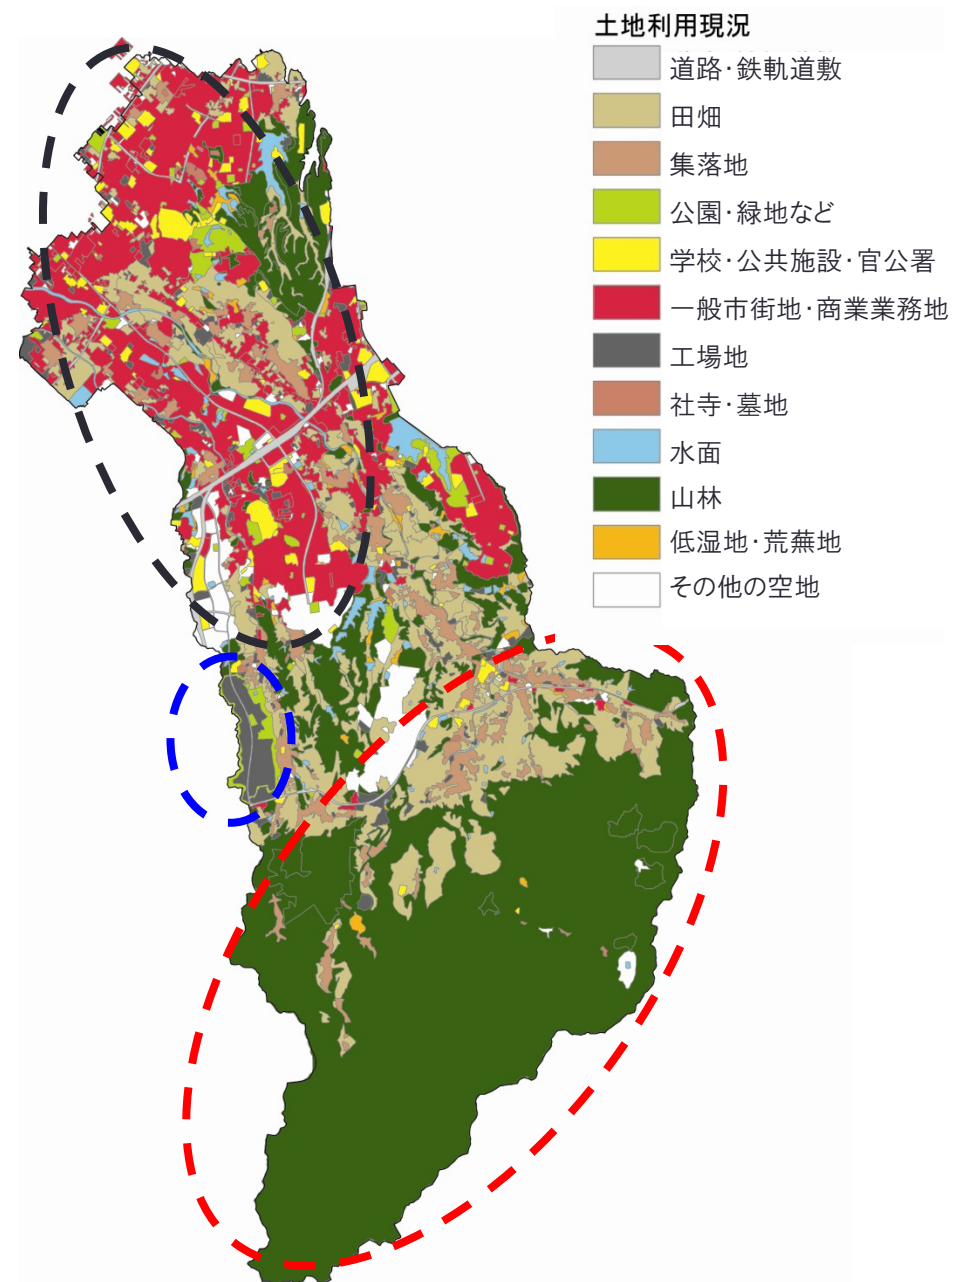 土地利用現況
道路・鉄軌道敷
田畑
集落地
公園・緑地など
学校・公共施設・官公署
一般市街地・商業業務地
工場地
社寺・墓地
水面
山林
低湿地・荒蕪地
その他の空地